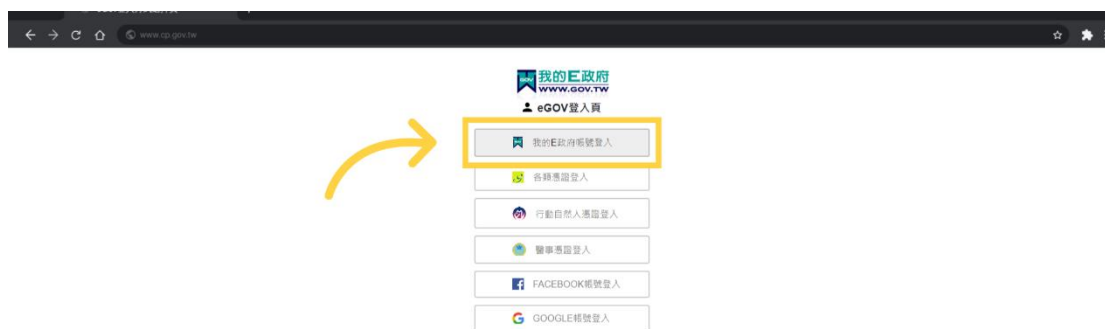 www.cp.gov.tw
GOV 我的E政府
WWW.GOV.TW
eGOV登入頁
我的E政府帳號登入
各類憑證登入
行動自然人憑證登入
醫事憑證登入
FACEBOOK帳號登入
GOOGLE帳號登入